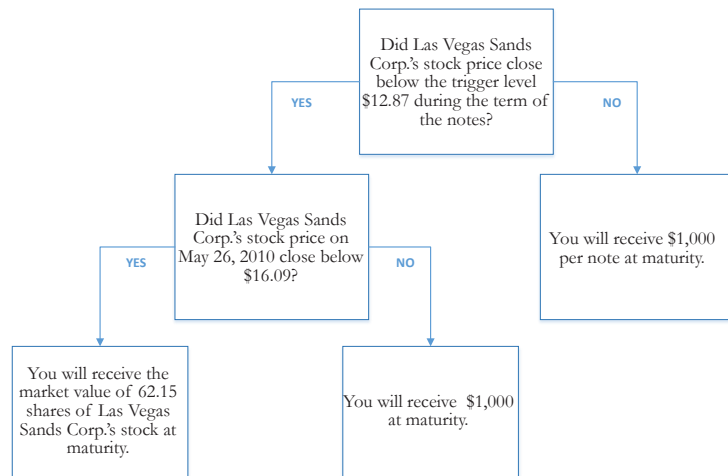 Did Las Vegas Sands
Corp.'s stock price close
below the trigger level
$12.87 during the term of
the notes?
YES
NO
Did Las Vegas Sands
Corp.'s stock price on
May 26, 2010 close below
$16.09?
You will receive $1,000
per note at maturity.
YES
NO
You will receive the
market value of 62.15
shares of Las Vegas
Sands Corp.'s stock at
maturity.
You will receive $1,000
at maturity.